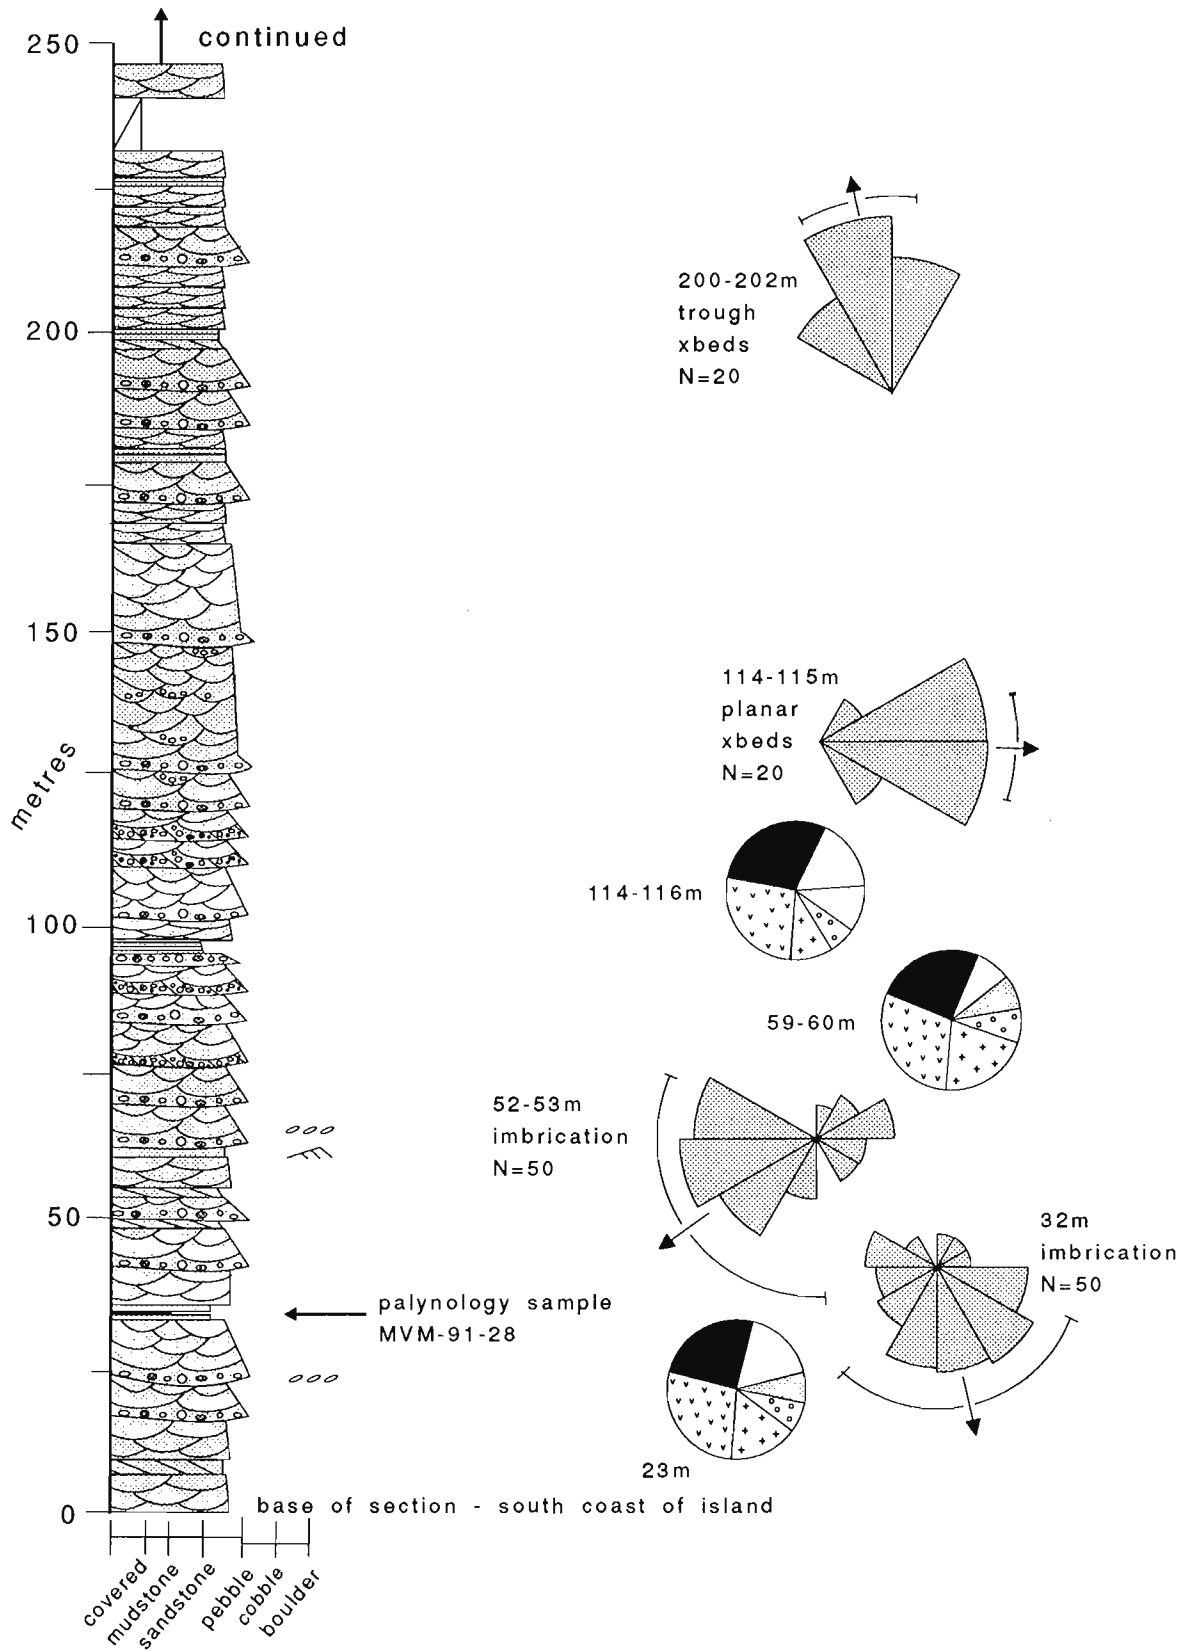 250
continued
200-202m
trough
xbeds
N=20
200
150
114-115m
planar
xbeds
N=20
metres
114-116m
100
59-60m
52-53m
imbrication
N=50
50
32m
imbrication
N=50
palynology sample
MVM-91-28
23m
0
base of section - south coast of island
covered
mudstone
sandstone
pebble
cobble
boulder